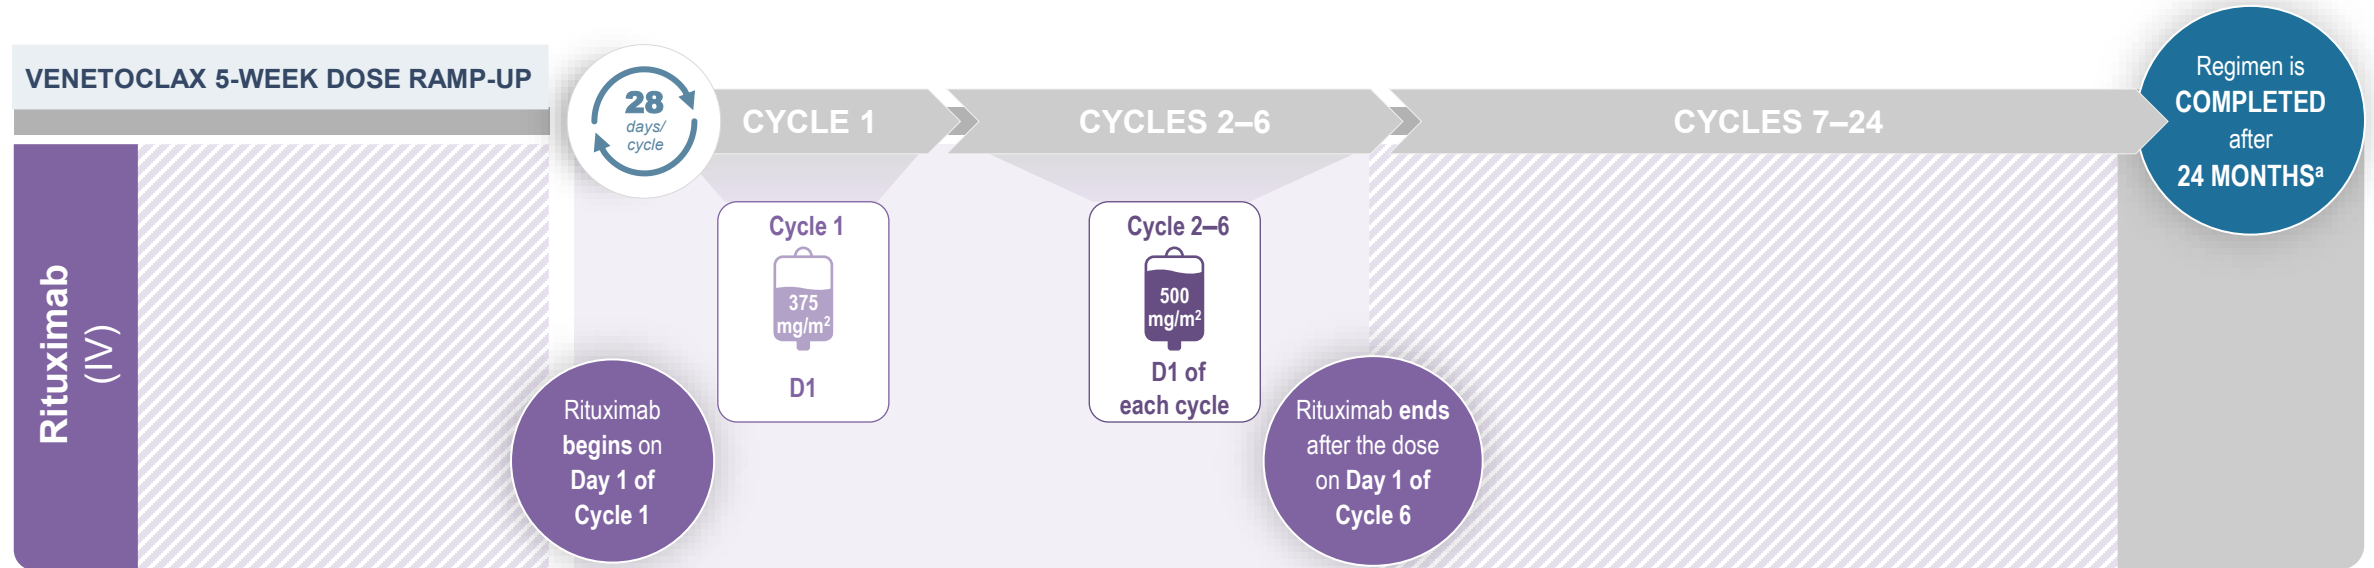 VENETOCLAX 5-WEEK DOSE RAMP-UP
28
days/
cycle
CYCLE 1
CYCLES 2–6
CYCLES 7–24
Regimen is
COMPLETED
after
24 MONTHSᵃ
Rituximab
(IV)
Cycle 1
375
mg/m²
D1
Cycle 2–6
500
mg/m²
D1 of
each cycle
Rituximab
begins on
Day 1 of
Cycle 1
Rituximab ends
after the dose
on Day 1 of
Cycle 6